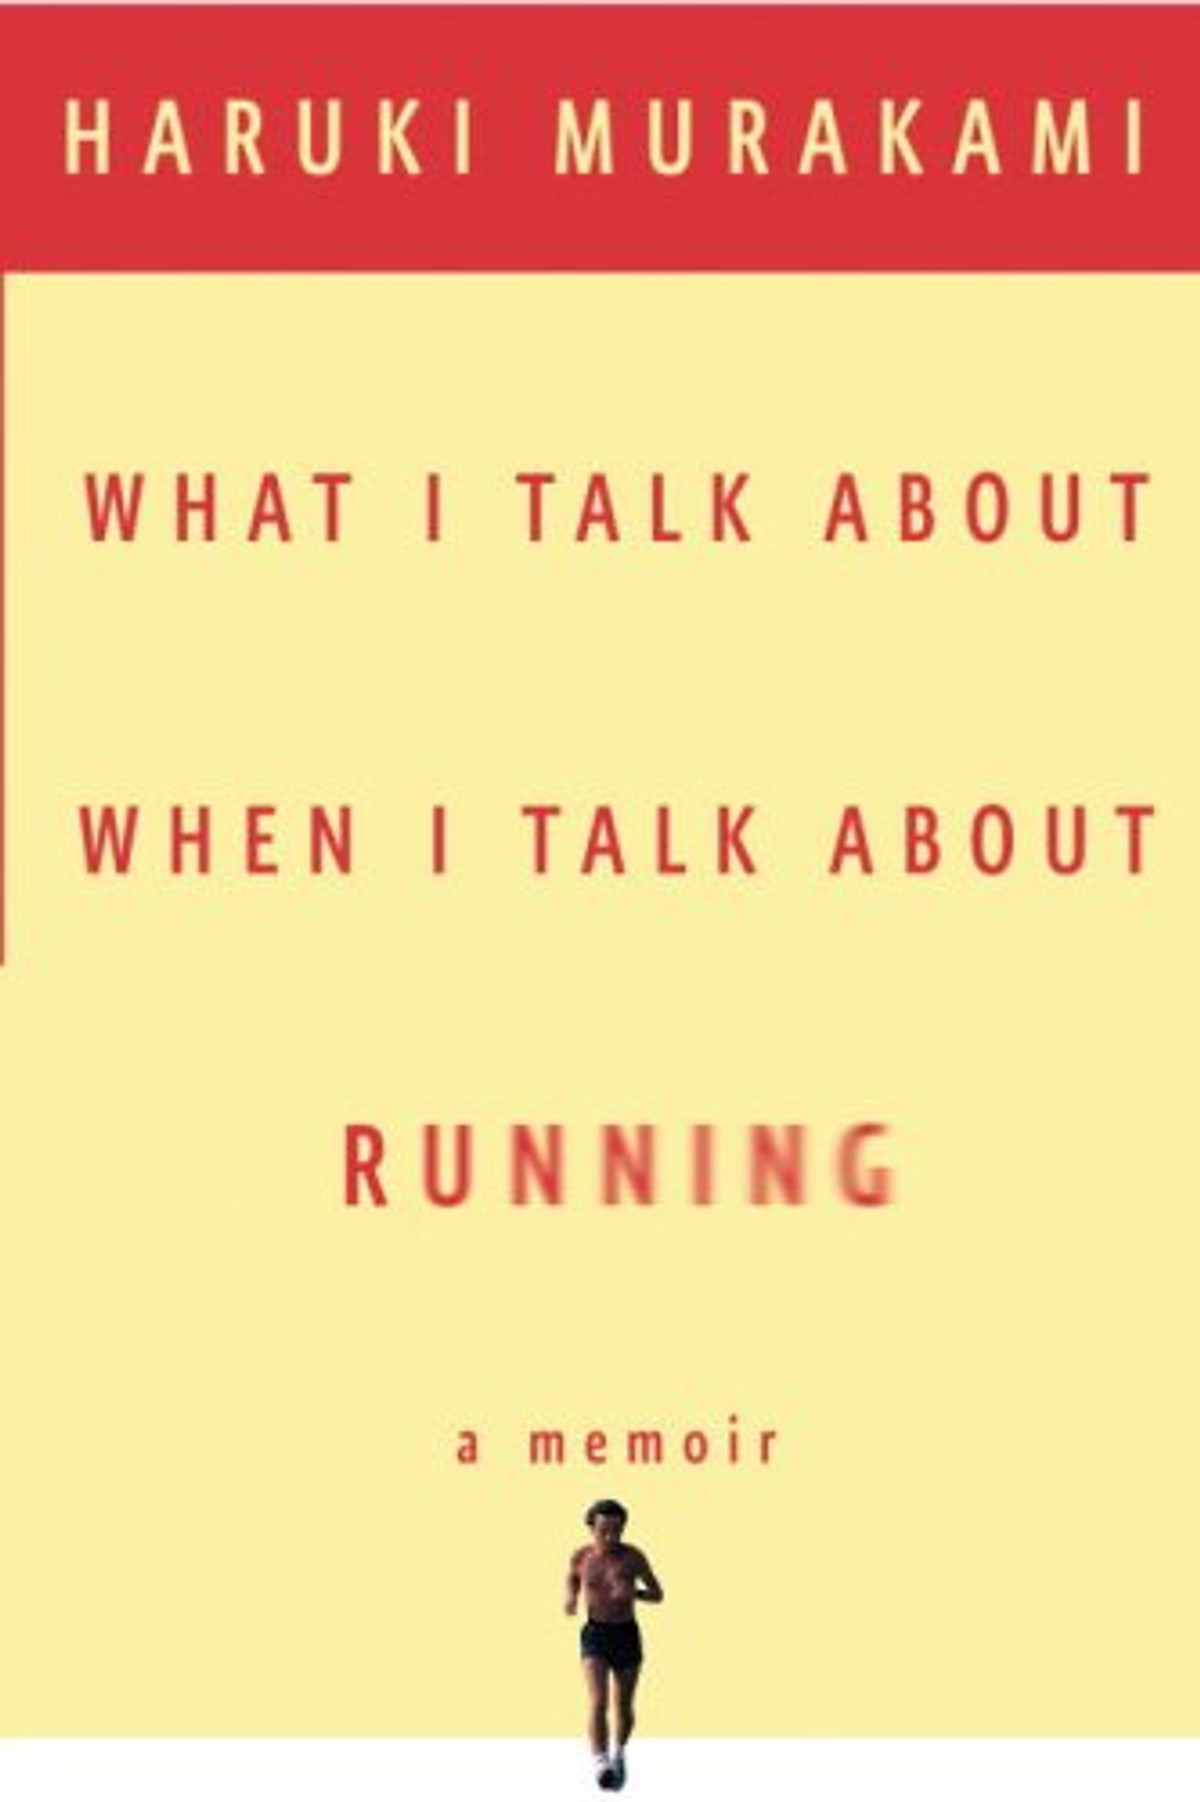 HARUKI MURAKAMI
WHAT I TALK ABOUT
WHEN I TALK ABOUT
RUNNING
a memoir